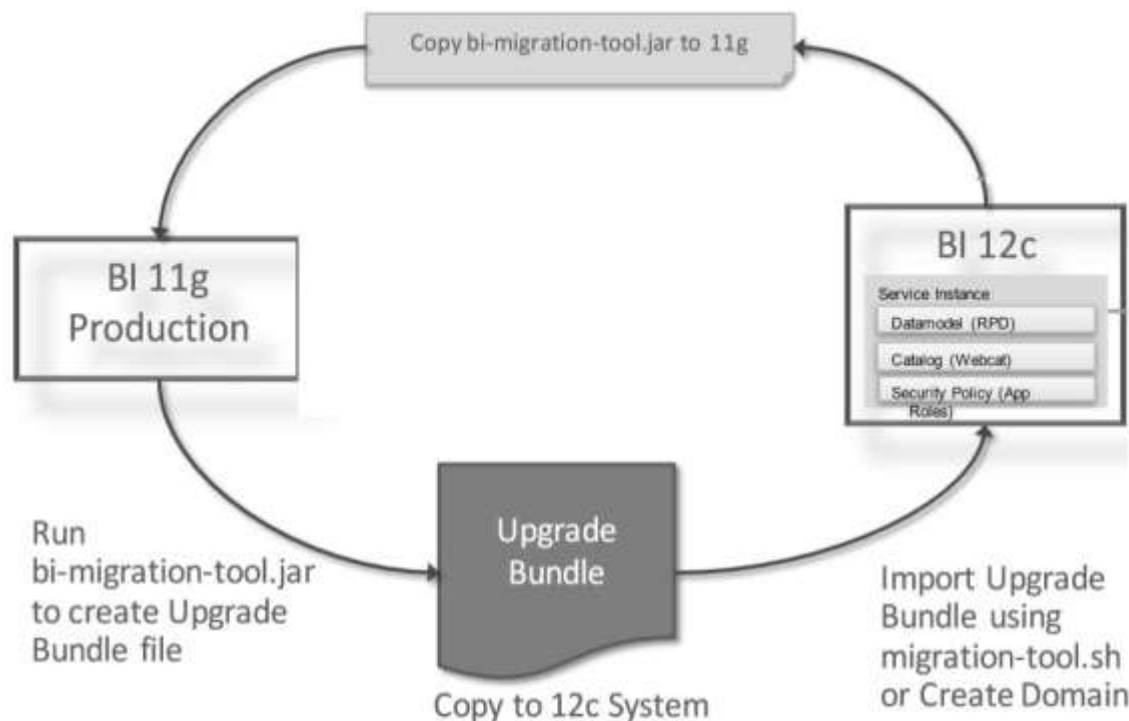 Copy bi-migration-tool.jar to 11g
BI 11g
Production
BI 12c
Service Instance
Datamodel (RPD)
Catalog (Webcat)
Security Policy (App
Roles)
Run
bi-migration-tool.jar
to create Upgrade
Bundle file
Upgrade
Bundle
Copy to 12c System
Import Upgrade
Bundle using
migration-tool.sh
or Create Domain